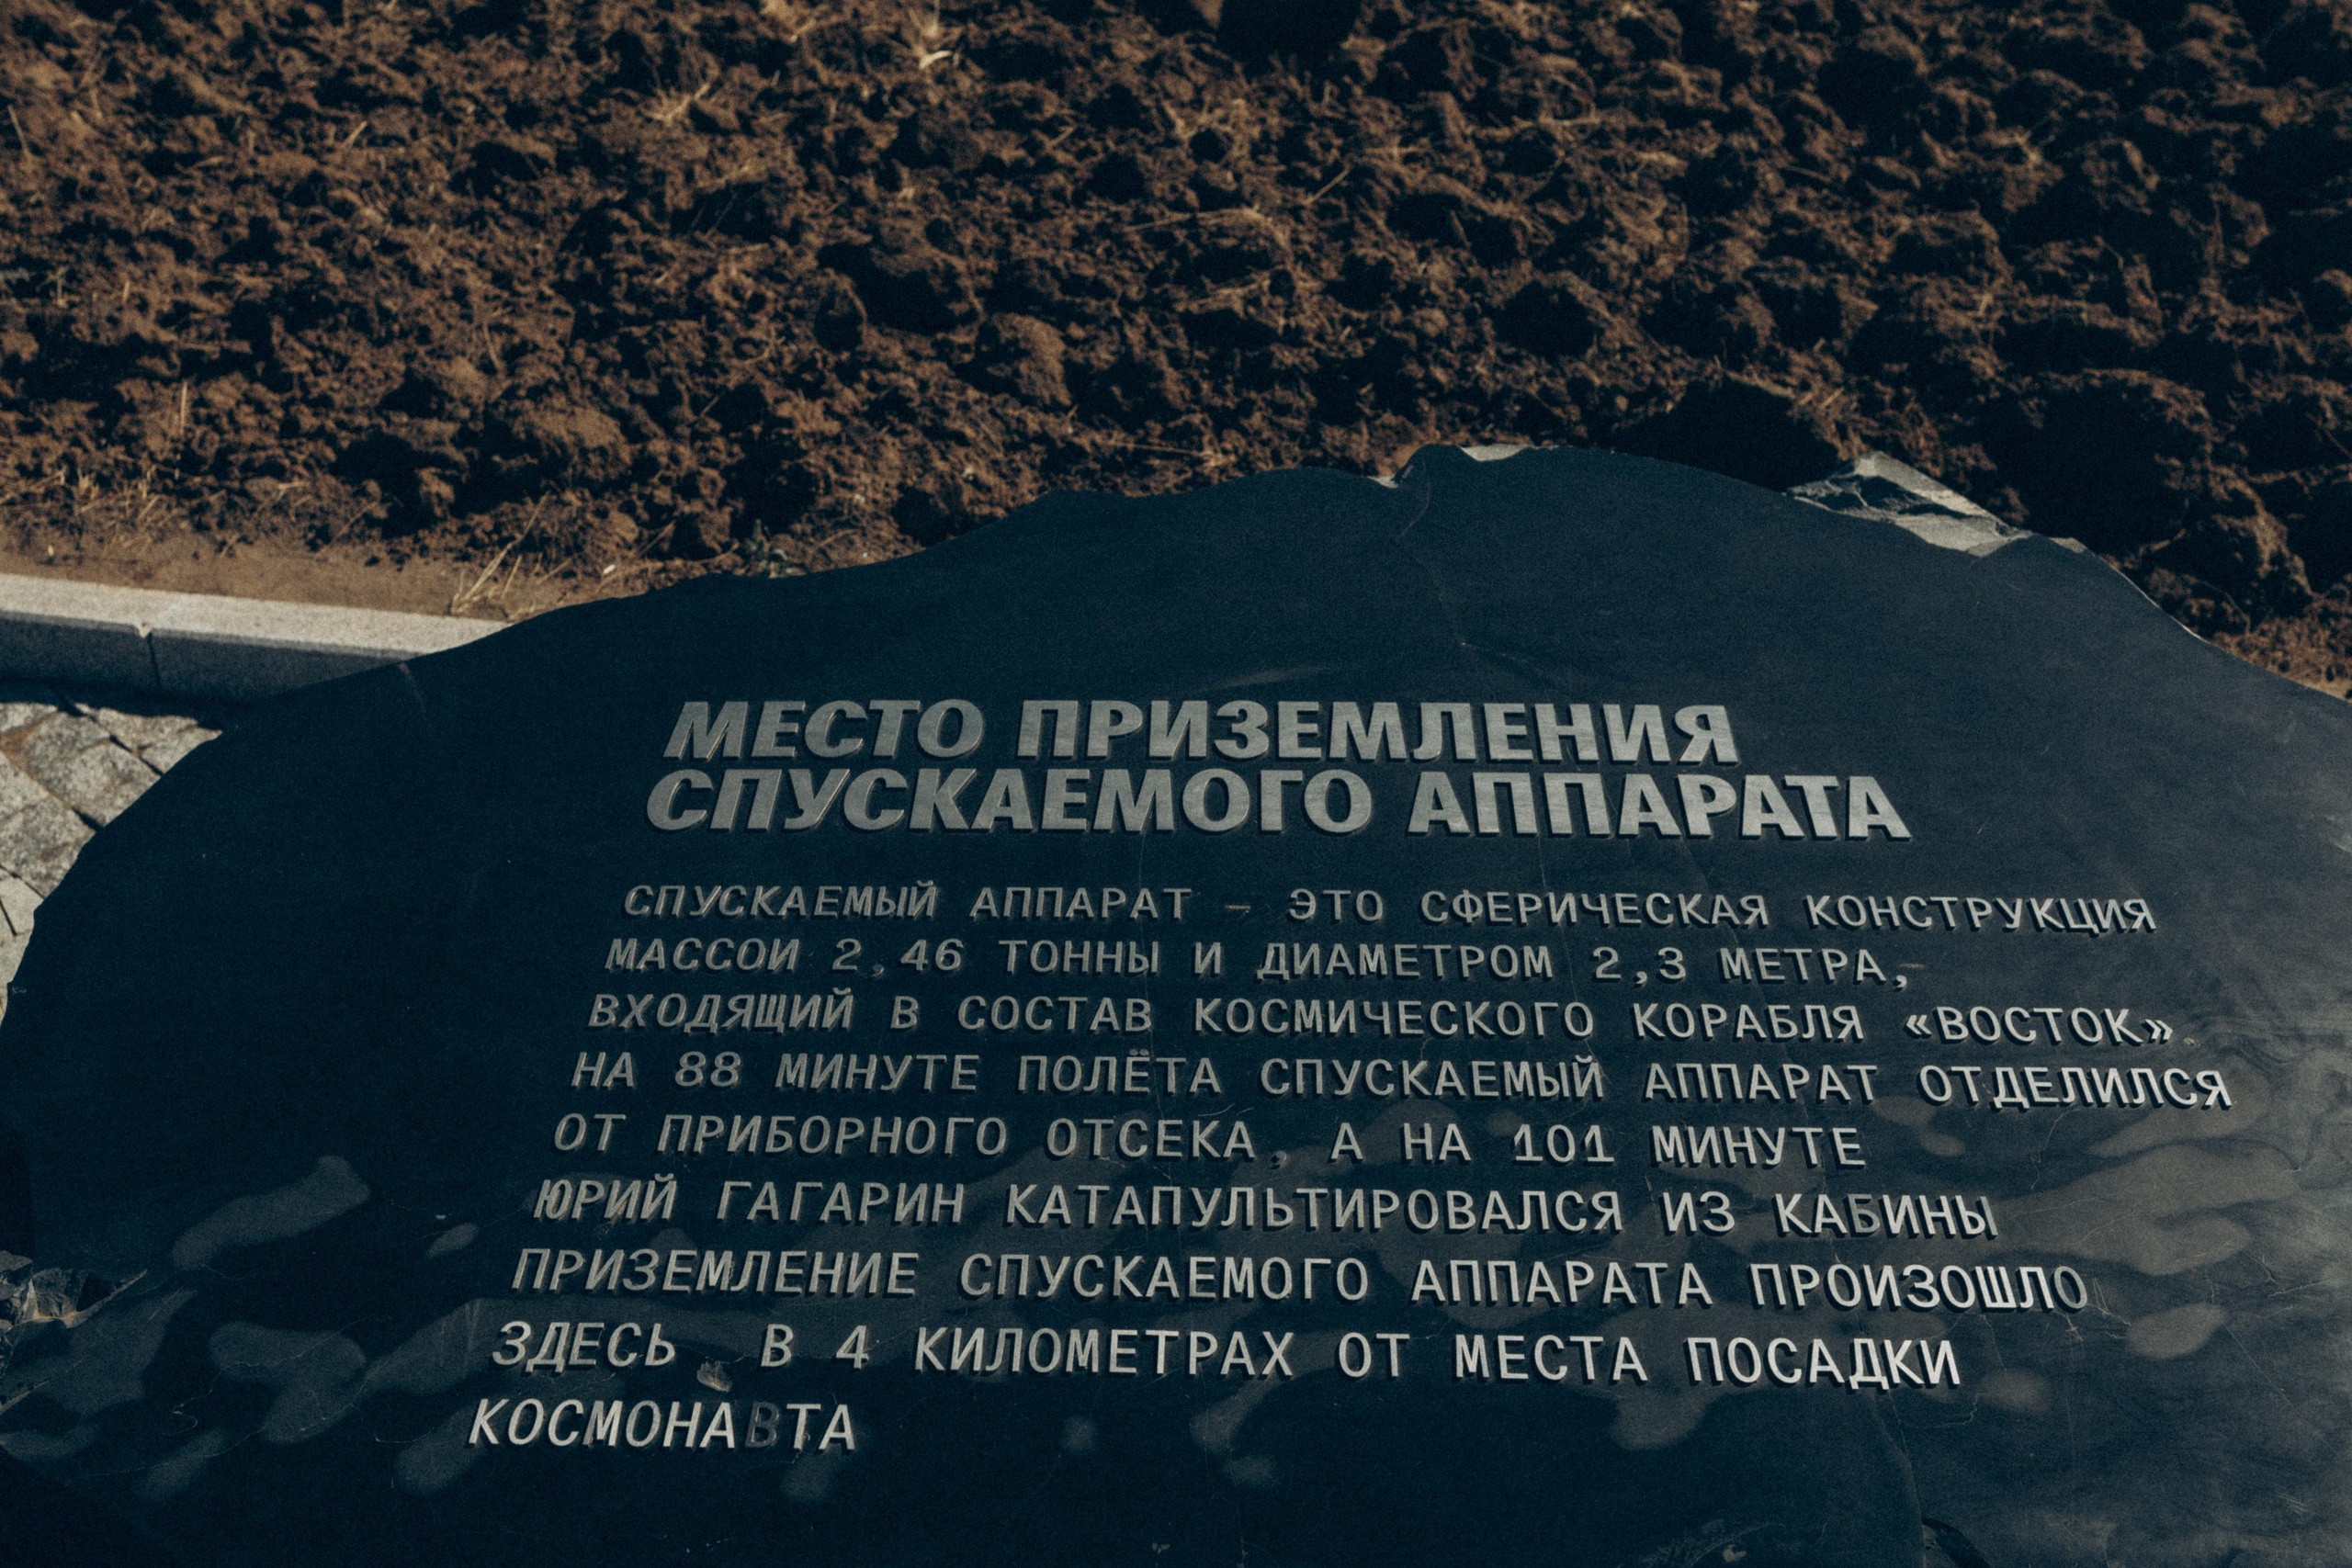 МЕСТО ПРИЗЕМЛЕНИЯ
СПУСКАЕМОГО АППАРАТА
СПУСКАЕМЫЙ АППАРАТ – ЭТО СФЕРИЧЕСКАЯ КОНСТРУКЦИЯ
МАССОИ 2,46 ТОННЫ И ДИАМЕТРОМ 2,3 МЕТРА,
ВХОДЯЩИЙ В СОСТАВ КОСМИЧЕСКОГО КОРАБЛЯ «ВОСТОК».
НА 88 МИНУТЕ ПОЛЁТА СПУСКАЕМЫЙ АППАРАТ ОТДЕЛИЛСЯ
ОТ ПРИБОРНОГО ОТСЕКА, А НА 101 МИНУТЕ
ЮРИЙ ГАГАРИН КАТАПУЛЬТИРОВАЛСЯ ИЗ КАБИНЫ
ПРИЗЕМЛЕНИЕ СПУСКАЕМОГО АППАРАТА ПРОИЗОШЛО
ЗДЕСЬ В 4 КИЛОМЕТРАХ ОТ МЕСТА ПОСАДКИ
КОСМОНАВТА